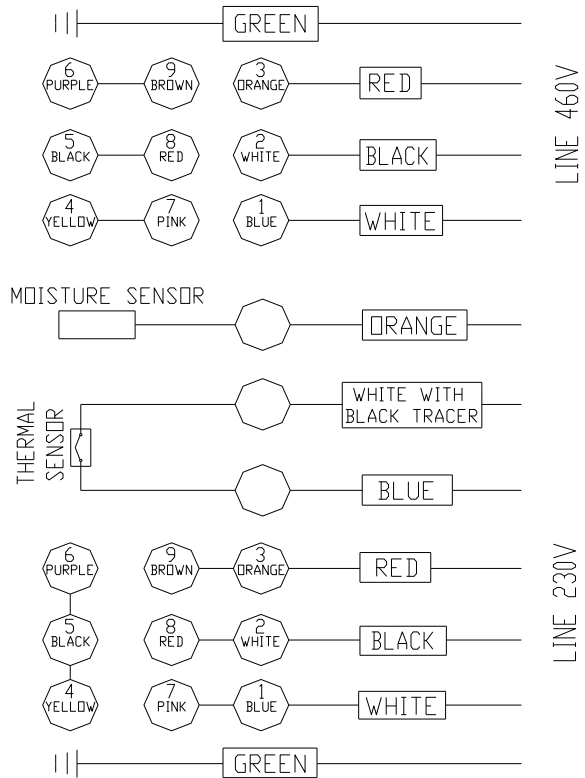 GREEN
6 PURPLE 9 BROWN 3 ORANGE RED
5 BLACK 8 RED 2 WHITE BLACK
4 YELLOW 7 PINK 1 BLUE WHITE
LINE 460V
MOISTURE SENSOR
ORANGE
WHITE WITH
BLACK TRACER
THERMAL
SENSOR
BLUE
6 PURPLE 9 BROWN 3 ORANGE RED
5 BLACK 8 RED 2 WHITE BLACK
4 YELLOW 7 PINK 1 BLUE WHITE
LINE 230V
GREEN